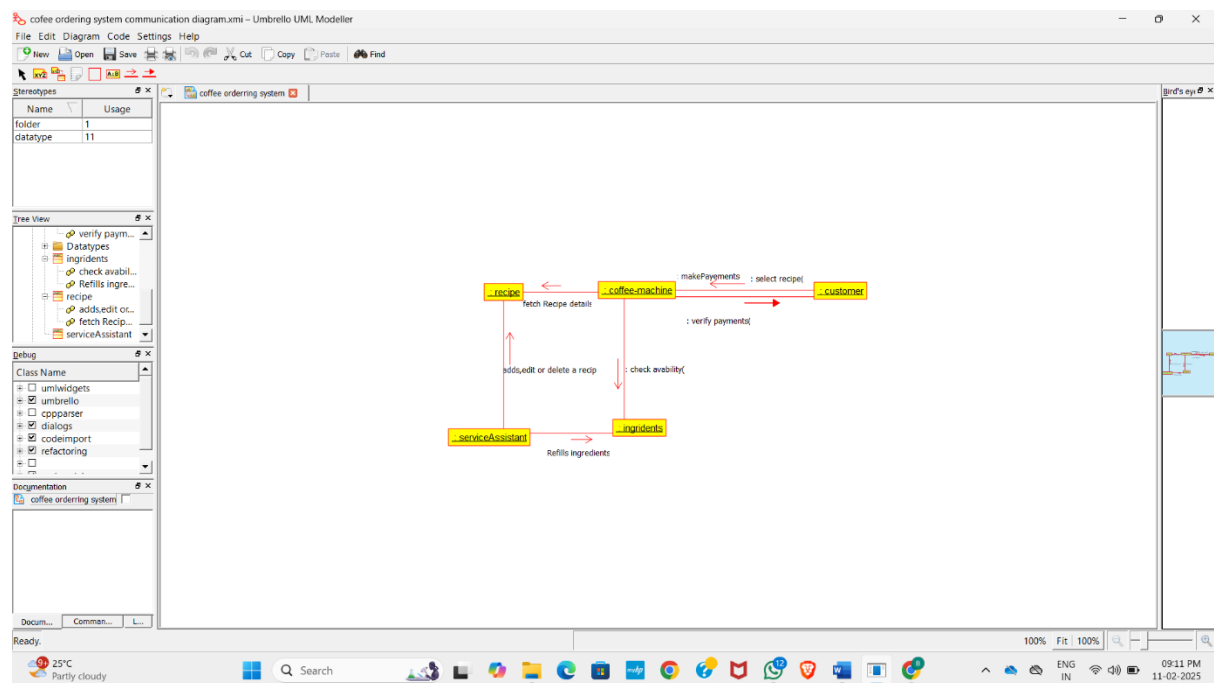 cofee ordering system communication diagram.xmi – Umbrello UML Modeller
File Edit Diagram Code Settings Help
New Open Save Cut Copy Paste Find
XYZ
A:B
Stereotypes
Name Usage
folder 1
datatype 11
coffee orderring system
Bird's eye
Tree View
verify paym...
Datatypes
ingridents
check avabil...
Refills ingre...
recipe
adds,edit or...
fetch Recip...
serviceAssistant
Debug
Class Name
umlwidgets
umbrello
cppparser
dialogs
codeimport
refactoring
Documentation
coffee orderring system
Docum... Comman... L...
makePayements : select recipe(
: recipe : coffee-machine : customer
fetch Recipe details
: verify payments(
adds,edit or delete a recip : check avability(
: serviceAssistant : ingridents
Refills ingredients
Ready. 100% Fit 100%
9+ 25°C
Partly cloudy
Search
12
8
ENG
IN
09:11 PM
11-02-2025